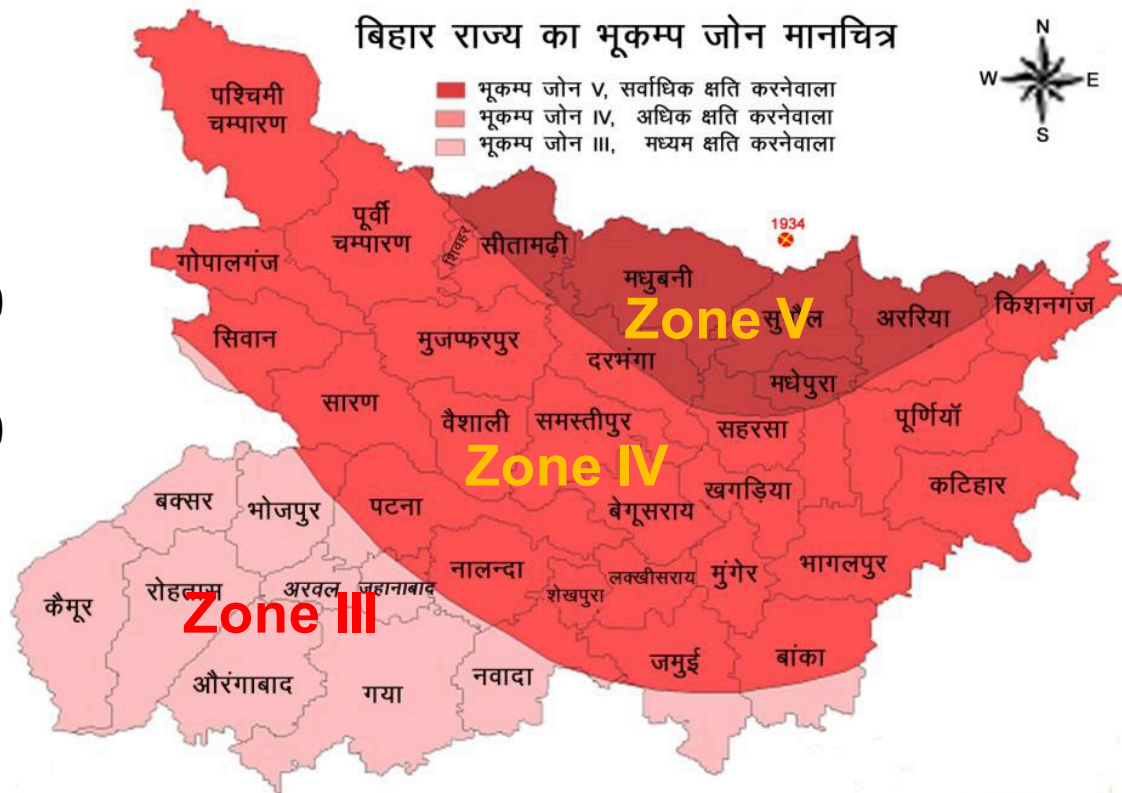 बिहार राज्य का भूकम्प जोन मानचित्र
N
W E
S
भूकम्प जोन V, सर्वाधिक क्षति करनेवाला
भूकम्प जोन IV, अधिक क्षति करनेवाला
भूकम्प जोन III, मध्यम क्षति करनेवाला
पश्चिमी
चम्पारण
पूर्वी
चम्पारण
शिवहर
सीतामढ़ी
1934
गोपालगंज
मधुबनी
Zone V
सुपौल
अररिया
किशनगंज
सिवान
मुजफ्फरपुर
दरभंगा
मधेपुरा
सारण
वैशाली
समस्तीपुर
सहरसा
पूर्णियॉ
Zone IV
बक्सर
भोजपुर
पटना
बेगूसराय
खगड़िया
कटिहार
नालन्दा
शेखपुरा
लक्खीसराय
मुंगेर
भागलपुर
कैमूर
रोहतास
अरवल
जहानाबाद
Zone III
औरंगाबाद
गया
नवादा
जमुई
बांका